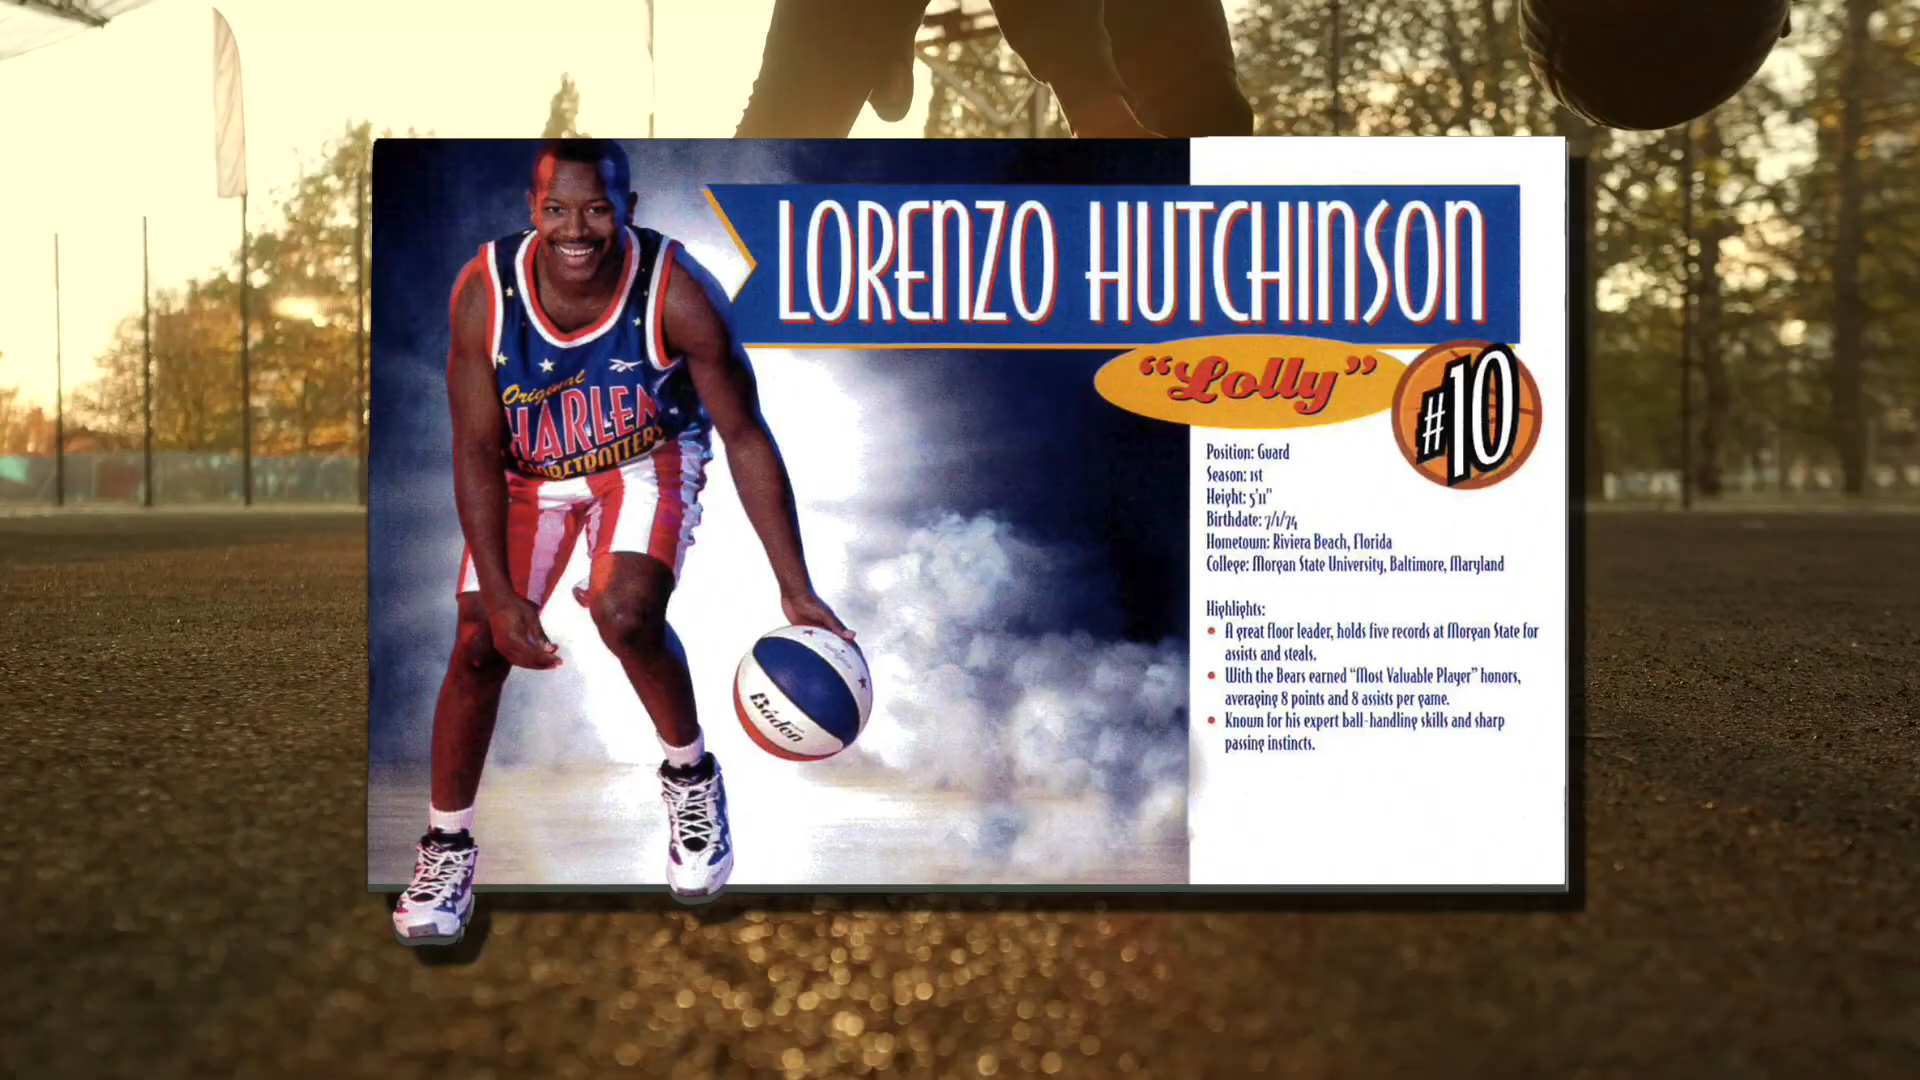 LORENZO HUTCHINSON
"Lolly"
#10
Original
HARLEM
GLOBETROTTERS
Baden
Position: Guard
Season: 1st
Height: 5'11"
Birthdate: 7/1/74
Hometown: Riviera Beach, Florida
College: Morgan State University, Baltimore, Maryland
Highlights:
• A great floor leader, holds five records at Morgan State for
assists and steals.
• With the Bears earned "Most Valuable Player" honors,
averaging 8 points and 8 assists per game.
• Known for his expert ball-handling skills and sharp
passing instincts.